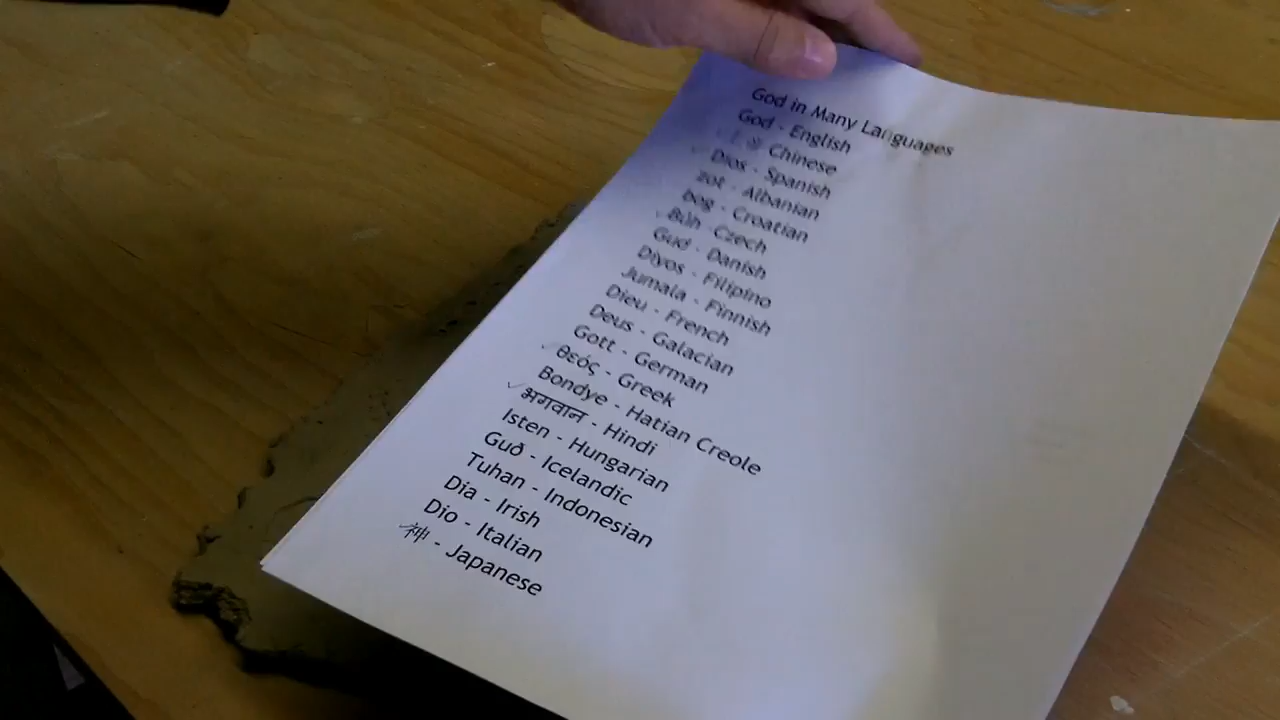 God in Many Languages
God - English
Chinese
Dios - Spanish
zot - Albanian
bog - Croatian
Bůh Czech
Gud - Danish
Diyos - Filipino
Jumala - Finnish
Dieu - French
Deus - Galacian
Gott - German
θεός - Greek
Bondye - Hatian Creole
भगवान - Hindi
Isten - Hungarian
Guð - Icelandic
Tuhan - Indonesian
Dia - Irish
Dio - Italian
神 - Japanese